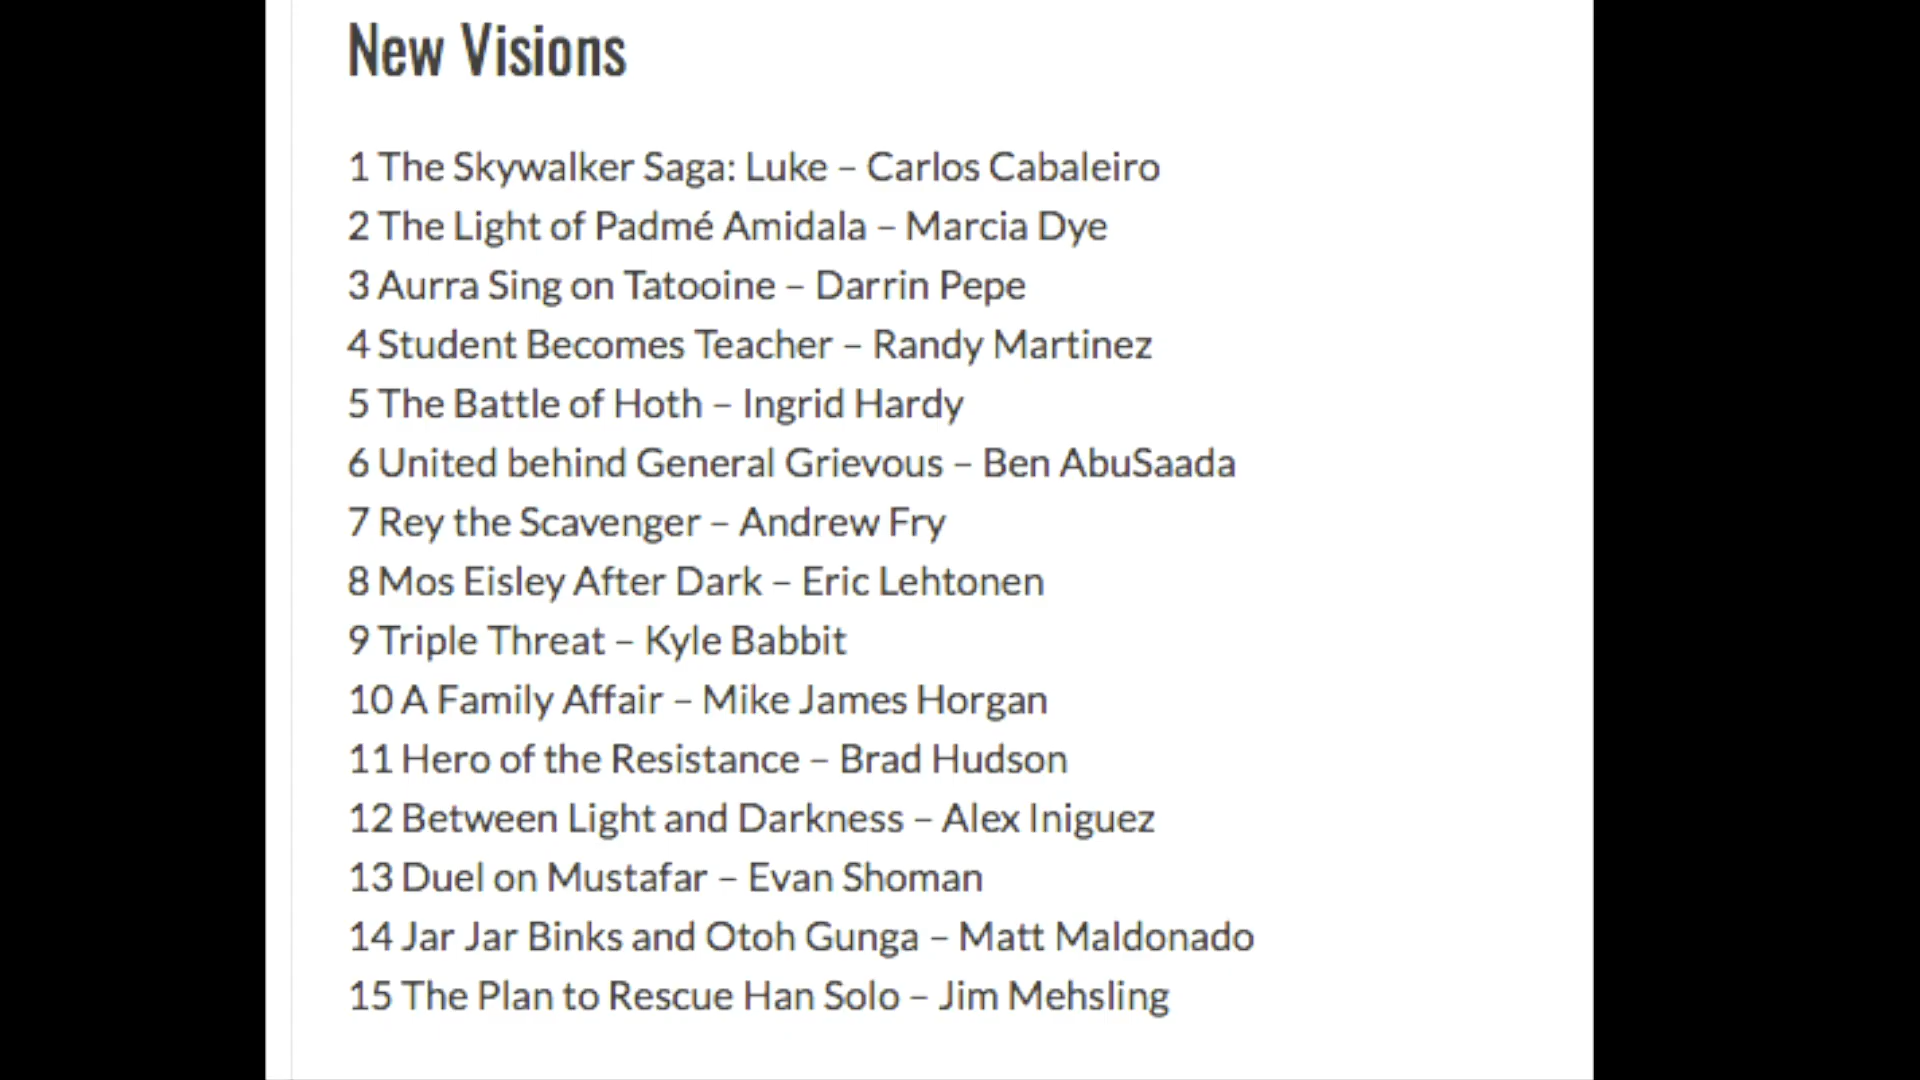 New Visions
1 The Skywalker Saga: Luke – Carlos Cabaleiro
2 The Light of Padmé Amidala – Marcia Dye
3 Aurra Sing on Tatooine – Darrin Pepe
4 Student Becomes Teacher – Randy Martinez
5 The Battle of Hoth – Ingrid Hardy
6 United behind General Grievous – Ben AbuSaada
7 Rey the Scavenger – Andrew Fry
8 Mos Eisley After Dark – Eric Lehtonen
9 Triple Threat – Kyle Babbit
10 A Family Affair – Mike James Horgan
11 Hero of the Resistance – Brad Hudson
12 Between Light and Darkness – Alex Iniguez
13 Duel on Mustafar – Evan Shoman
14 Jar Jar Binks and Otoh Gunga – Matt Maldonado
15 The Plan to Rescue Han Solo – Jim Mehsling